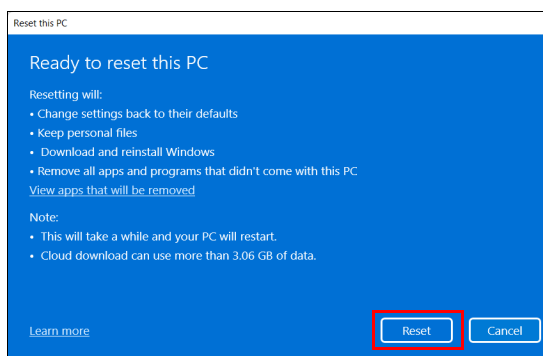 Reset this PC
Ready to reset this PC
Resetting will:
• Change settings back to their defaults
• Keep personal files
• Download and reinstall Windows
• Remove all apps and programs that didn't come with this PC
View apps that will be removed
Note:
• This will take a while and your PC will restart.
• Cloud download can use more than 3.06 GB of data.
Learn more
Reset
Cancel